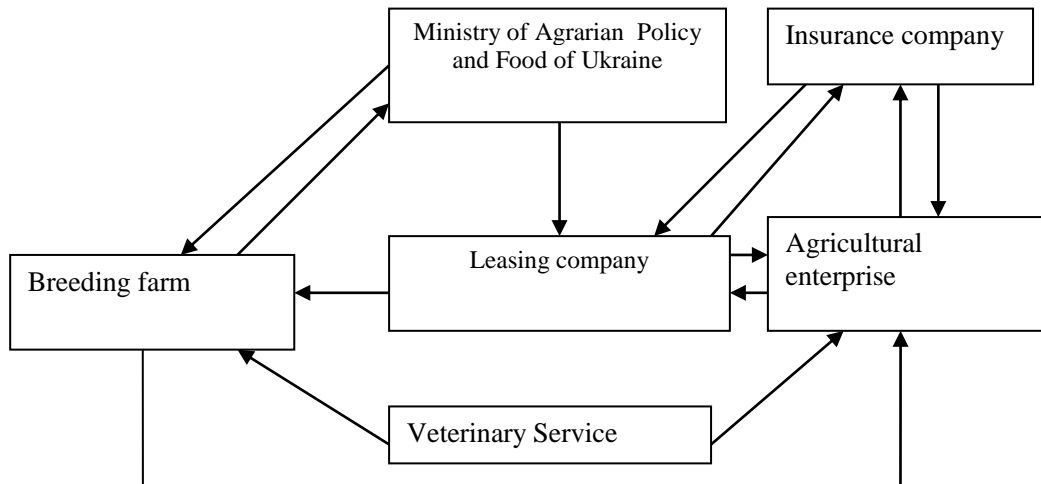 Ministry of Agrarian Policy
and Food of Ukraine
Insurance company
Leasing company
Agricultural
enterprise
Breeding farm
Veterinary Service